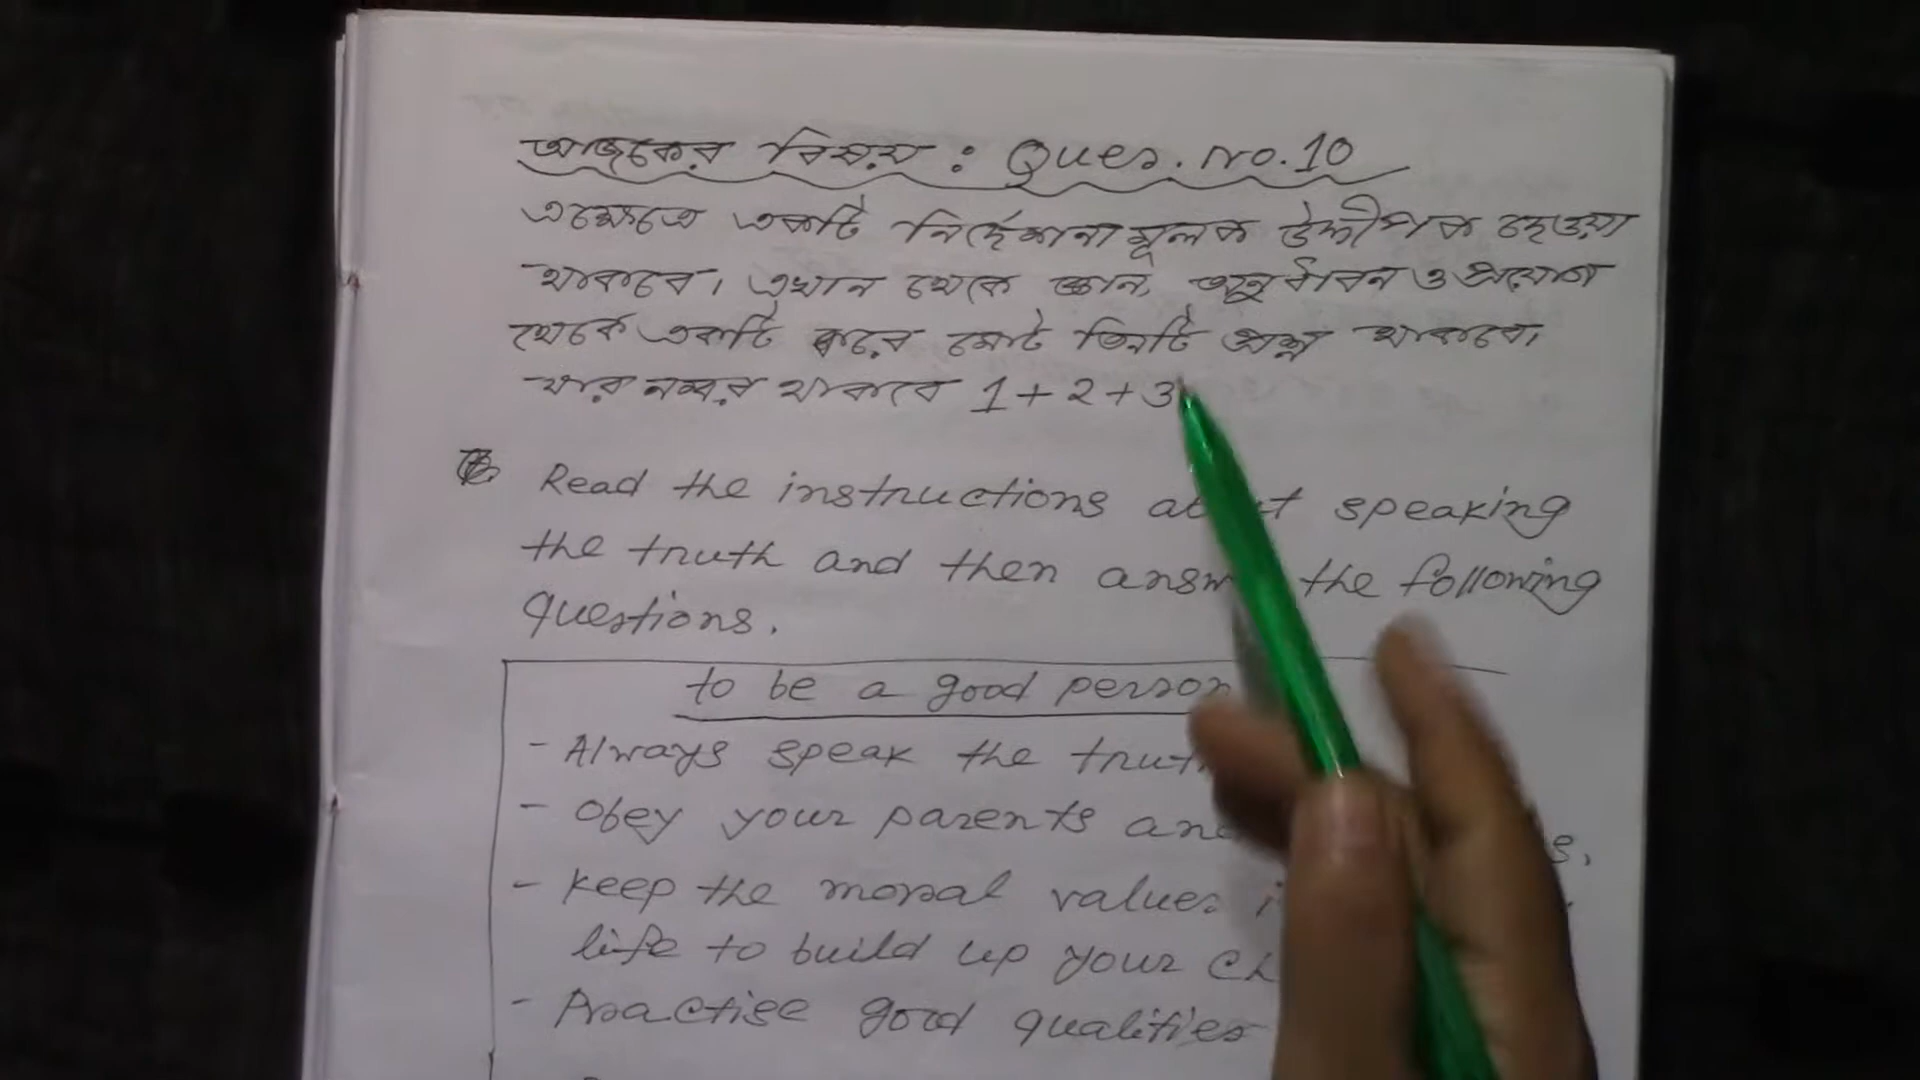 আজকের বিষয় : Ques. No. 10
এক্ষেত্রে একটি নির্দেশনা মূলক উদ্দীপক দেওয়া
থাকবে। এখান থেকে জ্ঞান, অনুধাবন ও প্রয়োগ
থেকে একটি করে মোট তিনটি প্রশ্ন থাকবে।
যার নম্বর থাকবে 1+2+3
Read the instructions speaking
the truth and then the following
questions.
to be a good person
- Always speak the
- Obey your parents
- Keep the moral values
life to build up your
- Practise good qualities